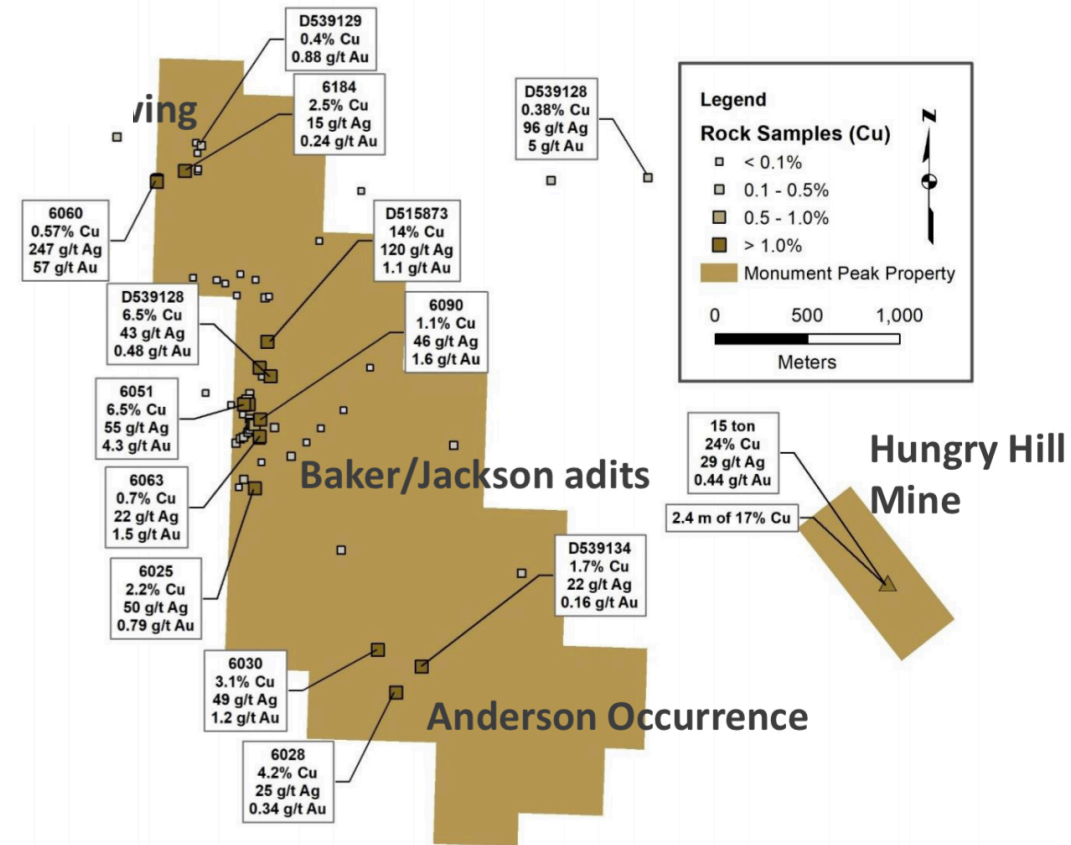 D539129
0.4% Cu
0.88 g/t Au
6184
2.5% Cu
15 g/t Ag
0.24 g/t Au
D539128
0.38% Cu
96 g/t Ag
5 g/t Au
6060
0.57% Cu
247 g/t Ag
57 g/t Au
D515873
14% Cu
120 g/t Ag
1.1 g/t Au
D539128
6.5% Cu
43 g/t Ag
0.48 g/t Au
6090
1.1% Cu
46 g/t Ag
1.6 g/t Au
6051
6.5% Cu
55 g/t Ag
4.3 g/t Au
6063
0.7% Cu
22 g/t Ag
1.5 g/t Au
Baker/Jackson adits
6025
2.2% Cu
50 g/t Ag
0.79 g/t Au
D539134
1.7% Cu
22 g/t Ag
0.16 g/t Au
6030
3.1% Cu
49 g/t Ag
1.2 g/t Au
Anderson Occurrence
6028
4.2% Cu
25 g/t Ag
0.34 g/t Au
Legend
Rock Samples (Cu)
< 0.1%
0.1 - 0.5%
0.5 - 1.0%
> 1.0%
Monument Peak Property
0 500 1,000
Meters
N
15 ton
24% Cu
29 g/t Ag
0.44 g/t Au
2.4 m of 17% Cu
Hungry Hill
Mine